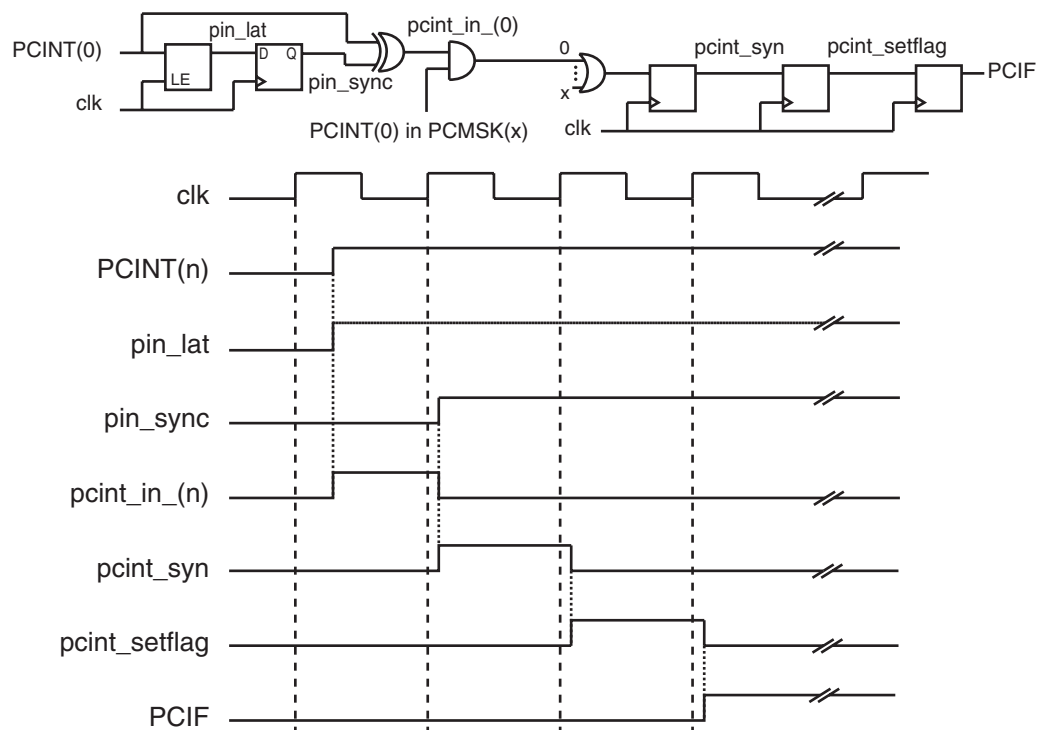 pin_lat
pcint_in_(0)
PCINT(0)
LE
D Q
pin_sync
clk
PCINT(0) in PCMSK(x)
0
x
clk
pcint_syn
pcint_setflag
PCIF
clk
PCINT(n)
pin_lat
pin_sync
pcint_in_(n)
pcint_syn
pcint_setflag
PCIF